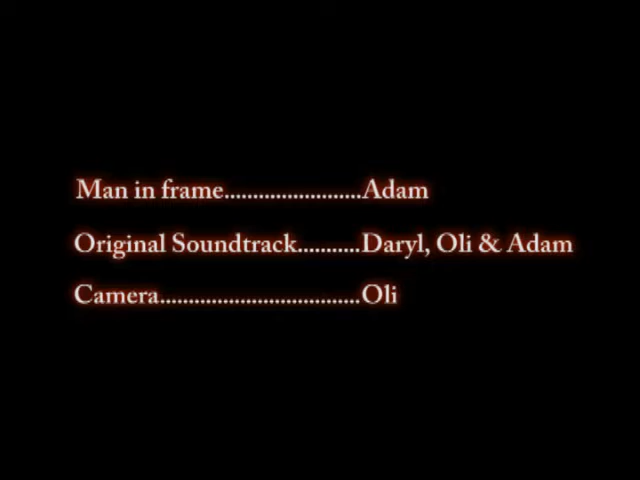 Man in frame........................Adam
Original Soundtrack...........Daryl, Oli & Adam
Camera...................................Oli